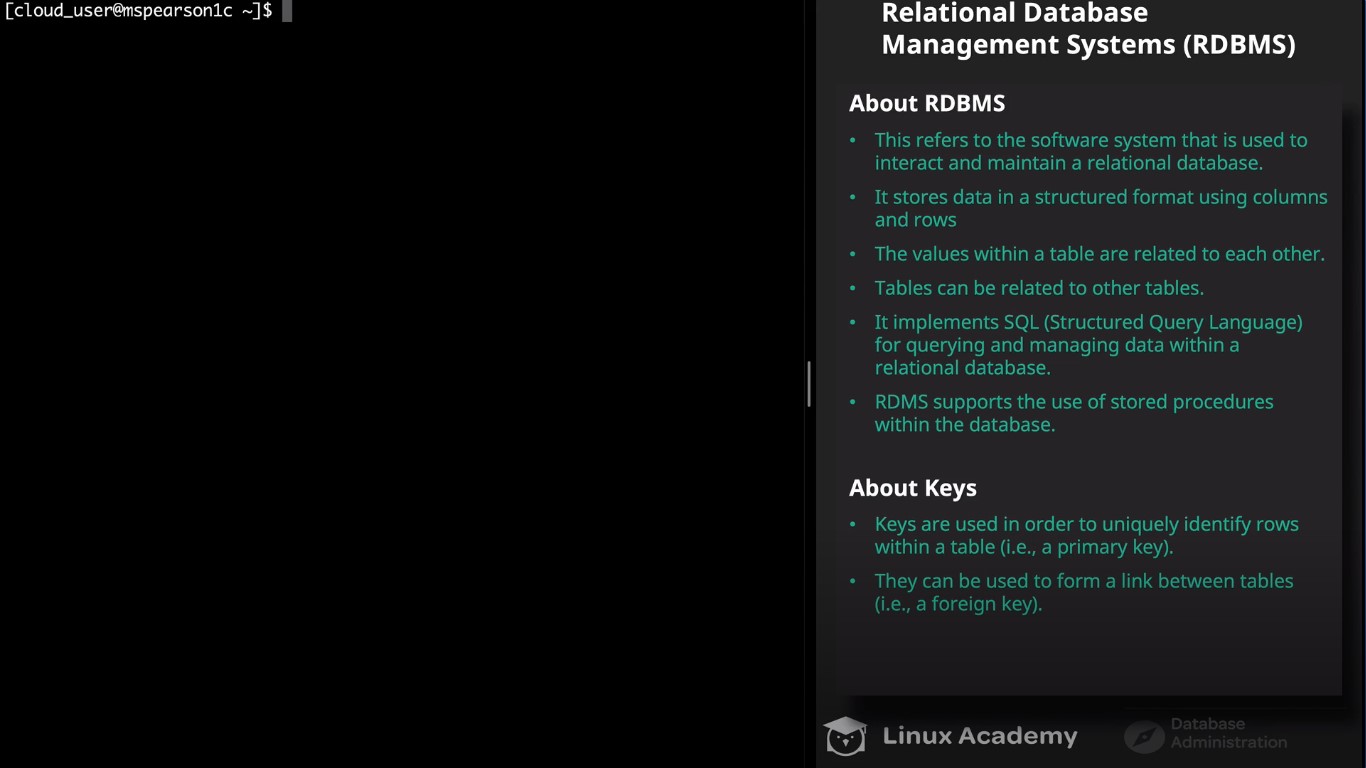 [cloud_user@mspearson1c ~]$
Relational Database
Management Systems (RDBMS)
About RDBMS
• This refers to the software system that is used to
interact and maintain a relational database.
• It stores data in a structured format using columns
and rows
• The values within a table are related to each other.
• Tables can be related to other tables.
• It implements SQL (Structured Query Language)
for querying and managing data within a
relational database.
• RDMS supports the use of stored procedures
within the database.
About Keys
• Keys are used in order to uniquely identify rows
within a table (i.e., a primary key).
• They can be used to form a link between tables
(i.e., a foreign key).
Linux Academy
Database
Administration